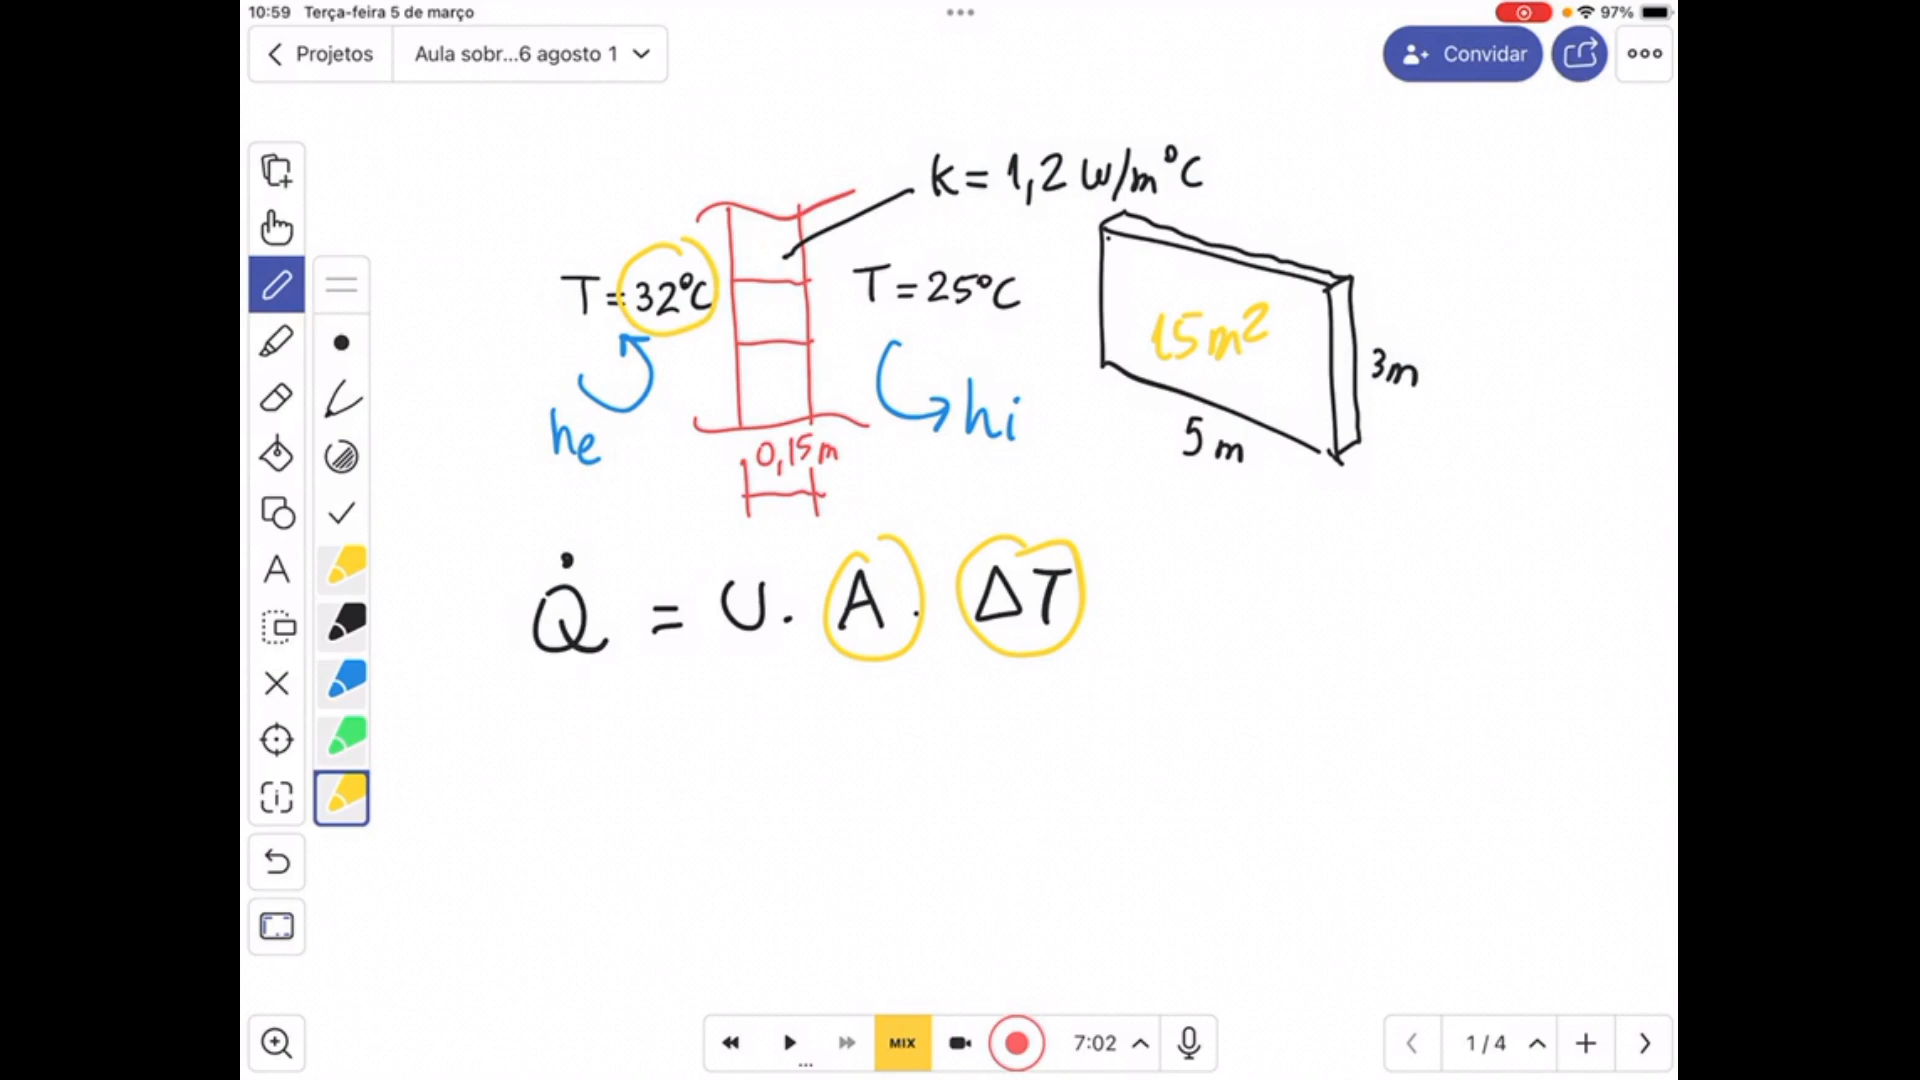 10:59 Terça-feira 5 de março
97%
Projetos
Aula sobr...6 agosto 1
Convidar
k = 1,2 W/m°C
T = 32°C
T = 25°C
15 m²
3m
he
hi
0,15 m
5 m
Q̇ = U . A . ΔT
A
MIX
7:02
1 / 4